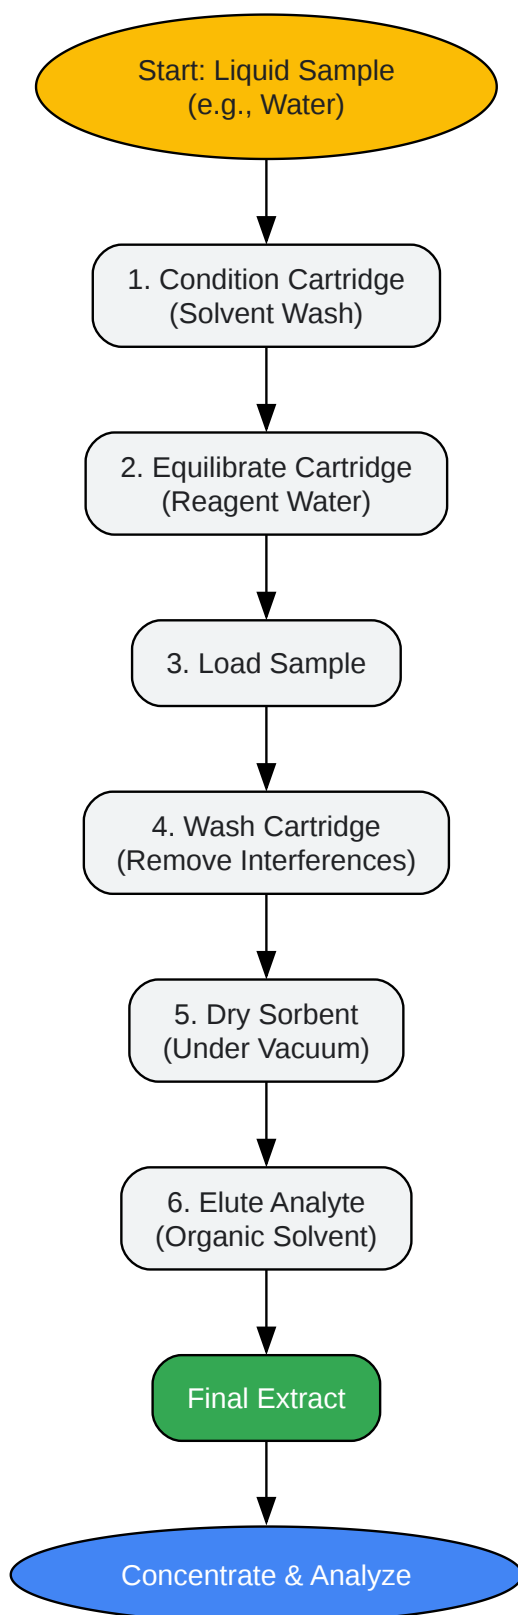 Start: Liquid Sample
(e.g., Water)
1. Condition Cartridge
(Solvent Wash)
2. Equilibrate Cartridge
(Reagent Water)
3. Load Sample
4. Wash Cartridge
(Remove Interferences)
5. Dry Sorbent
(Under Vacuum)
6. Elute Analyte
(Organic Solvent)
Final Extract
Concentrate & Analyze